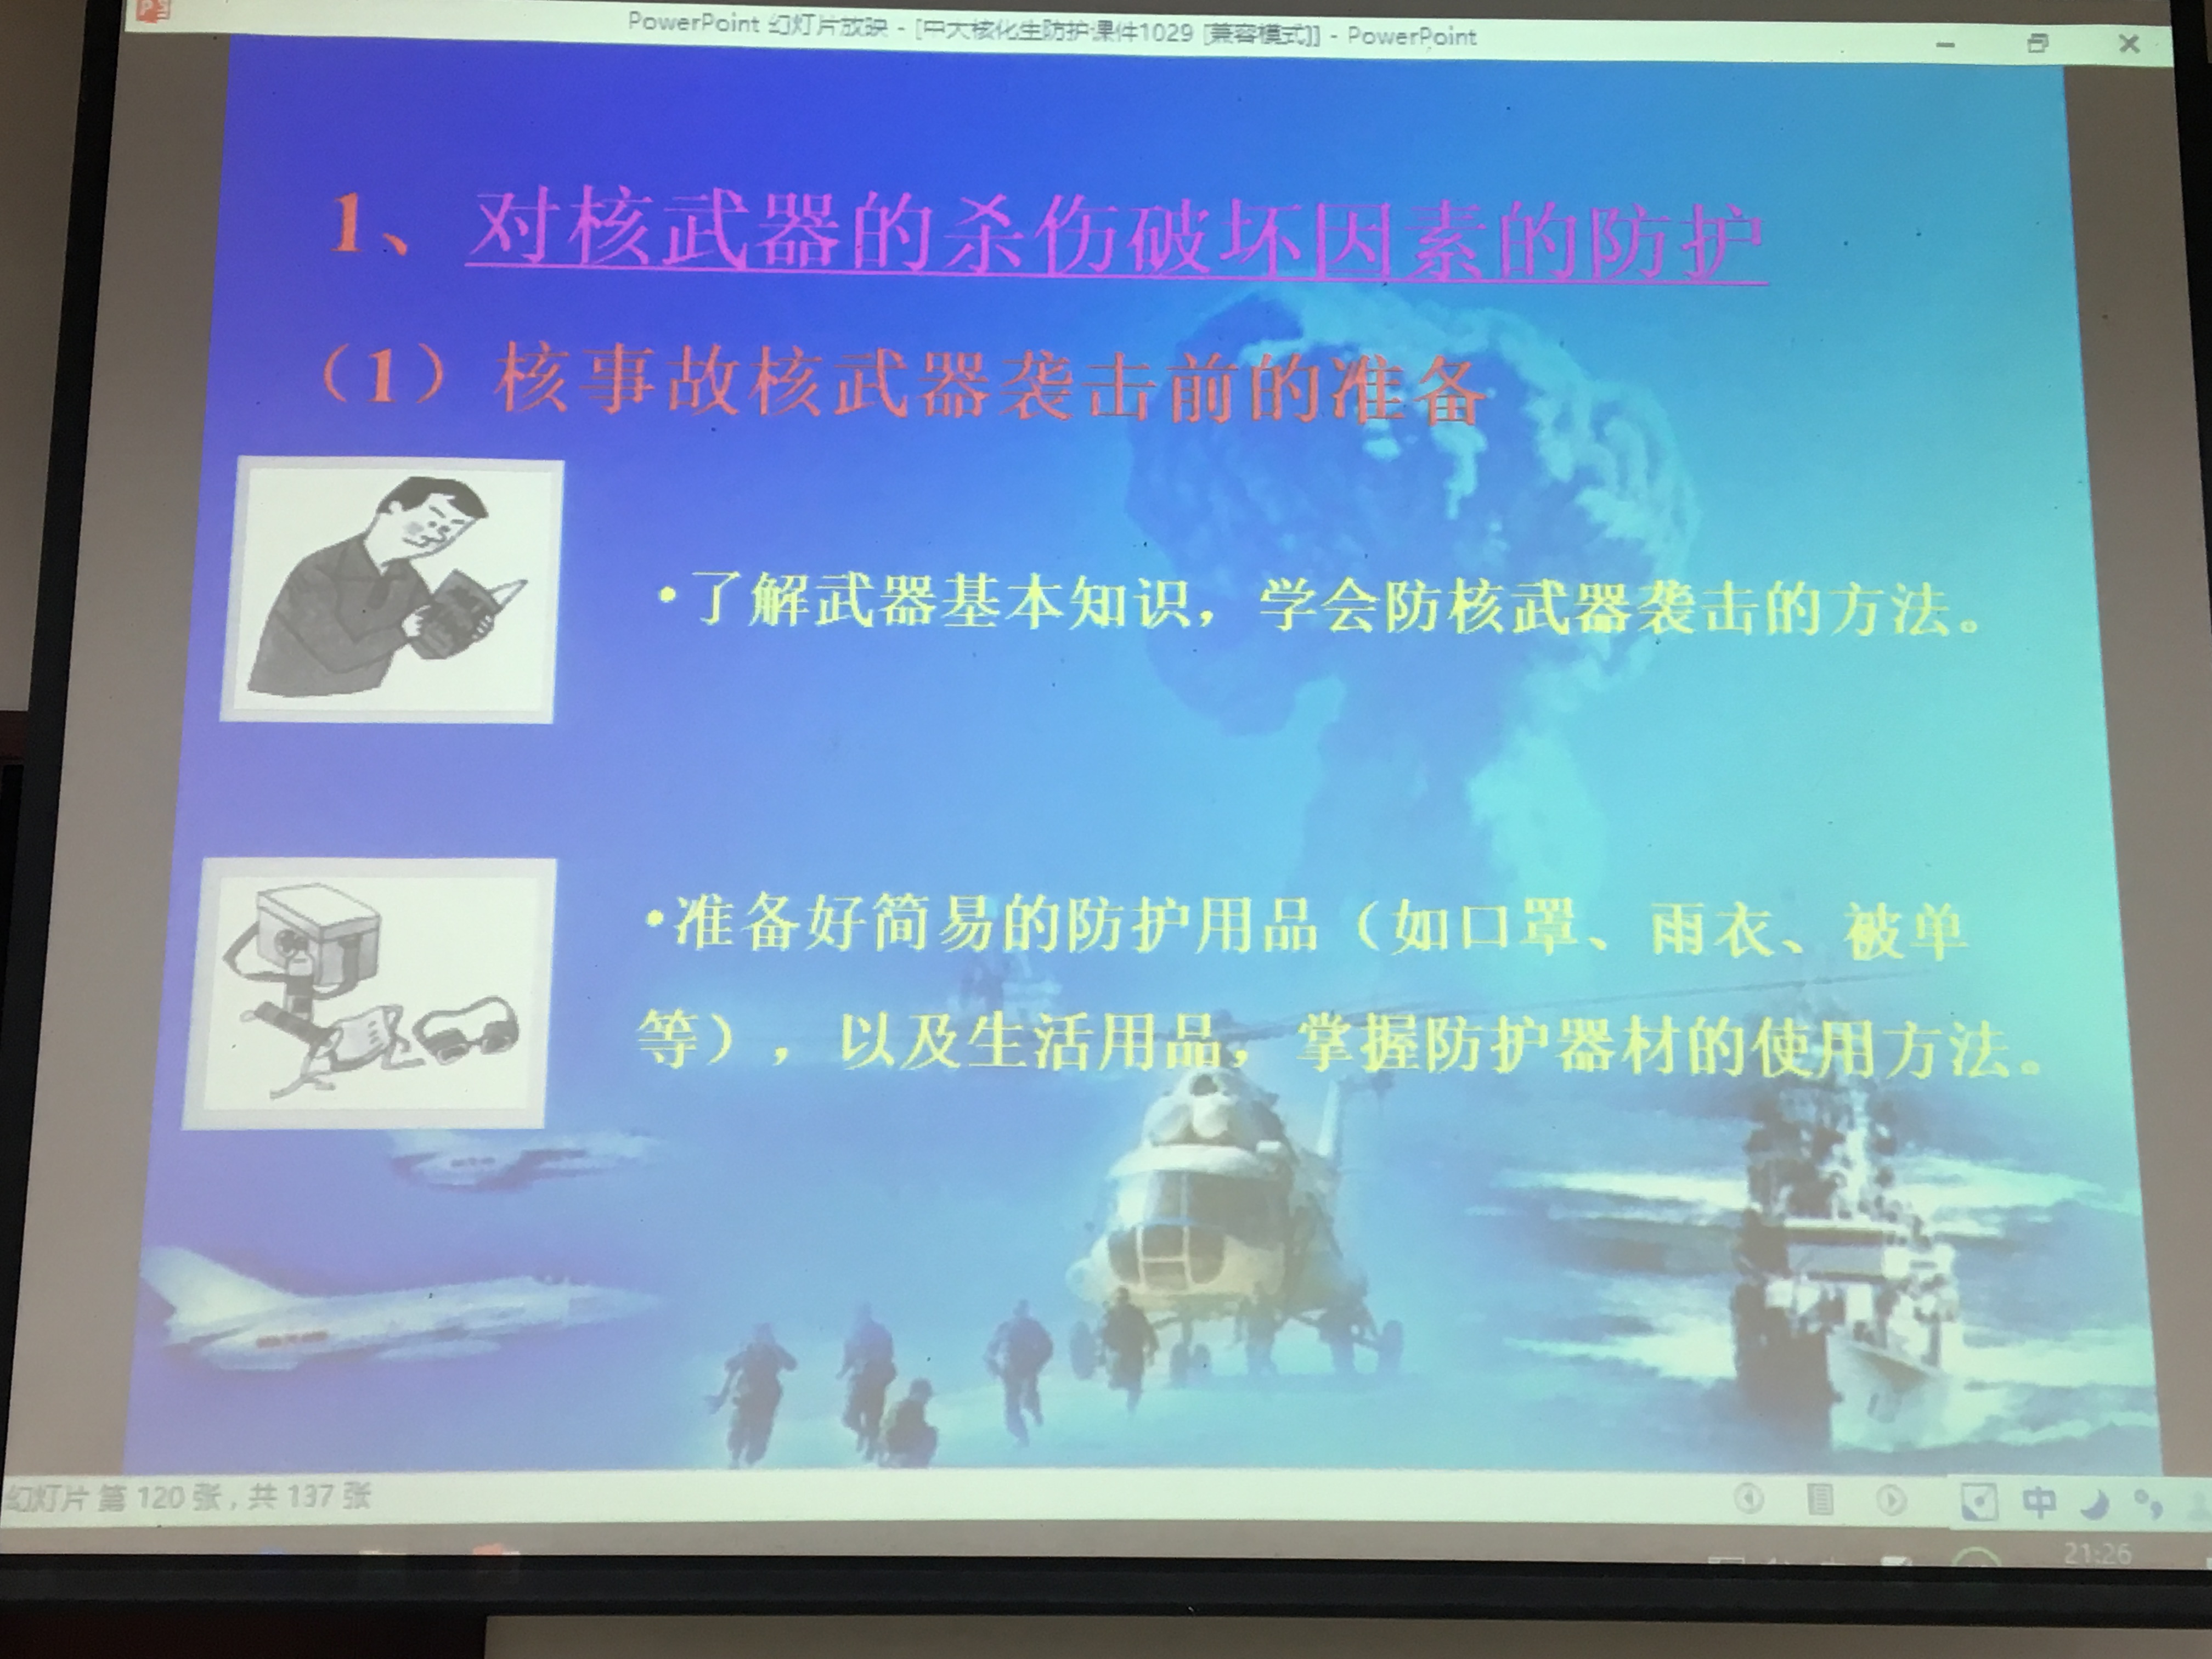 PowerPoint 幻灯片放映 - [中大核化生防护课件1029 [兼容模式]] - PowerPoint
1、对核武器的杀伤破坏因素的防护
（1）核事故核武器袭击前的准备
•了解武器基本知识，学会防核武器袭击的方法。
•准备好简易的防护用品（如口罩、雨衣、被单
等），以及生活用品，掌握防护器材的使用方法。
幻灯片 第 120 张，共 137 张
中
21:26